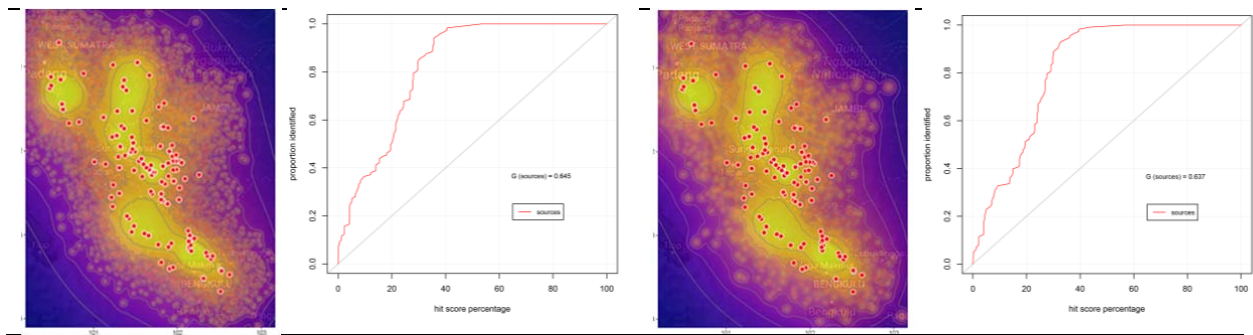 WEST SUMATRA
Padang
JAMBI
BENGKULU
101
102
103
1.0
0.8
0.6
0.4
0.2
0.0
proportion identified
G (sources) = 0.645
sources
0
20
40
60
80
100
hit score percentage
WEST SUMATRA
Padang
JAMBI
BENGKULU
Bengkulu
101
102
103
1.0
0.8
0.6
0.4
0.2
0.0
proportion identified
G (sources) = 0.637
sources
0
20
40
60
80
100
hit score percentage